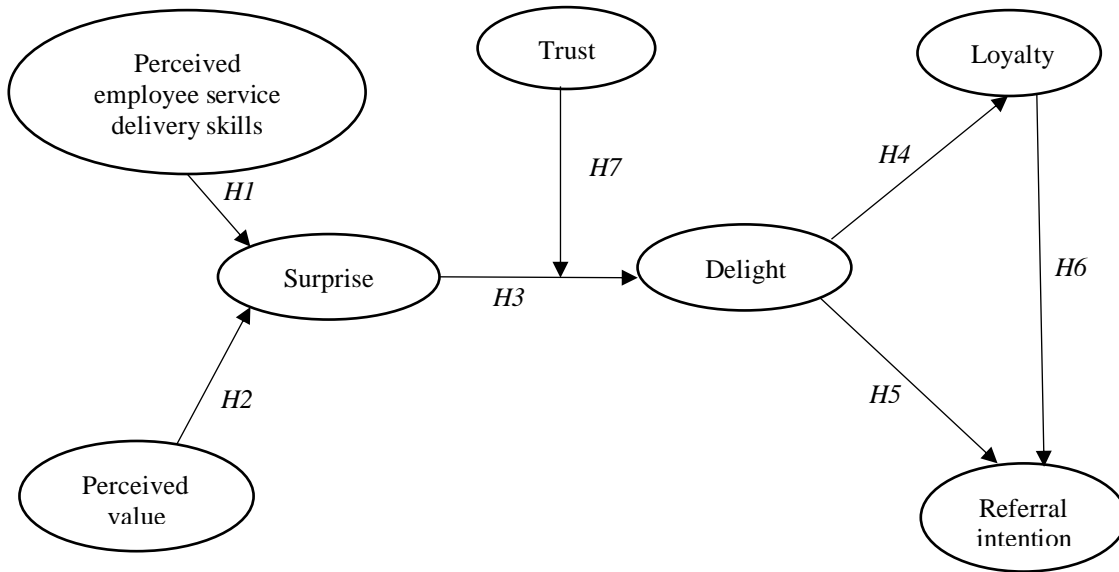 Perceived
employee service
delivery skills
Trust
Loyalty
H1
H7
H4
Surprise
H3
Delight
H6
H2
H5
Perceived
value
Referral
intention